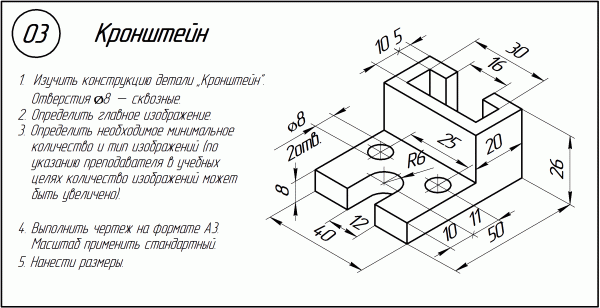 03
Кронштейн
1. Изучить конструкцию детали „Кронштейн".
Отверстия ⌀8 – сквозные.
2. Определить главное изображение.
3. Определить необходимое минимальное
количество и тип изображений (по
указанию преподавателя в учебных
целях количество изображений может
быть увеличено).
4. Выполнить чертеж на формате А3.
Масштаб применить стандартный.
5. Нанести размеры.
10 5
30
16
⌀8
2отв.
25
20
R6
26
8
12
40
10
11
50